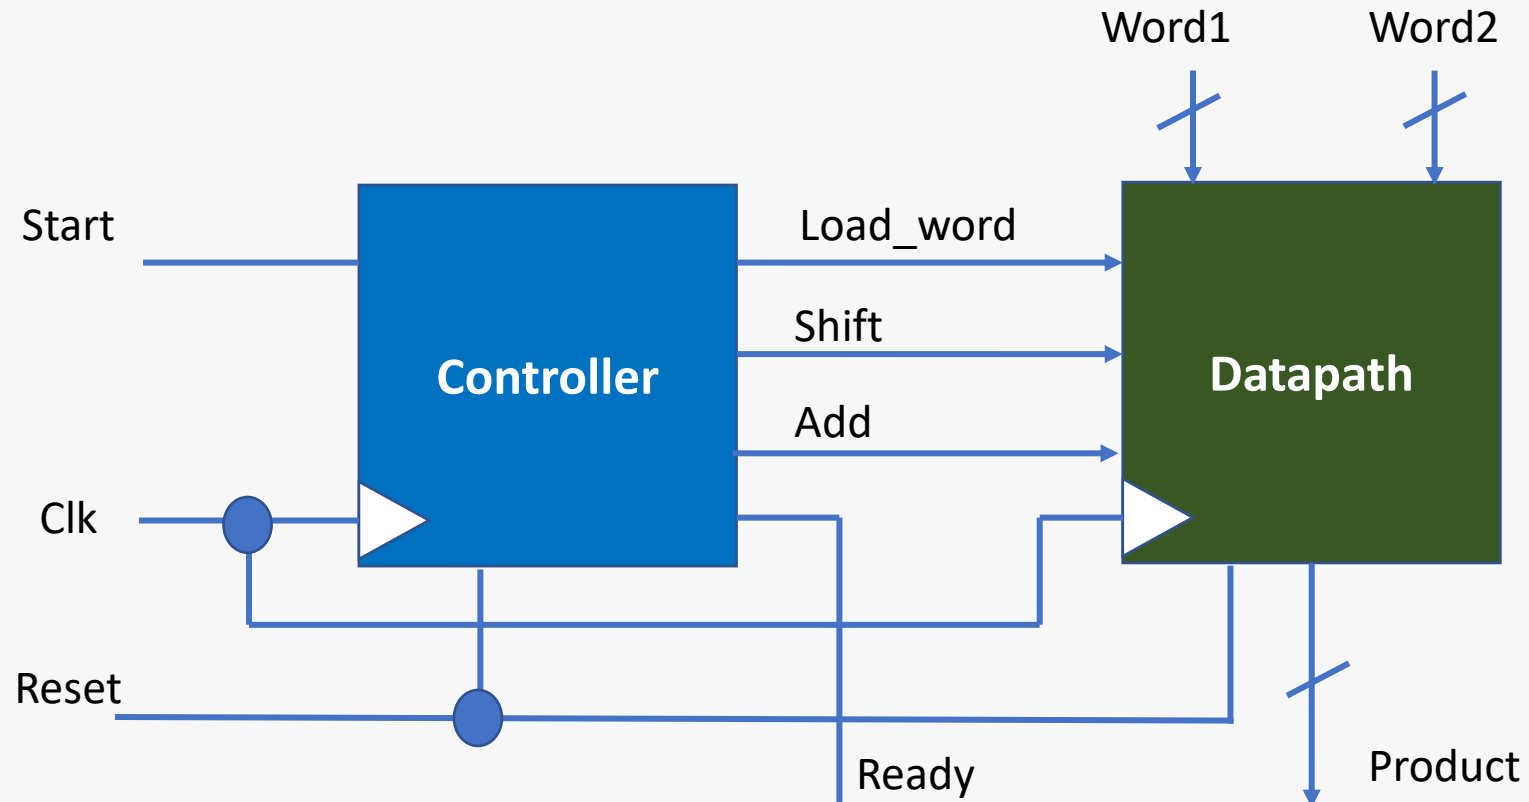 Word1
Word2
Start
Load_word
Shift
Controller
Datapath
Add
Clk
Reset
Ready
Product